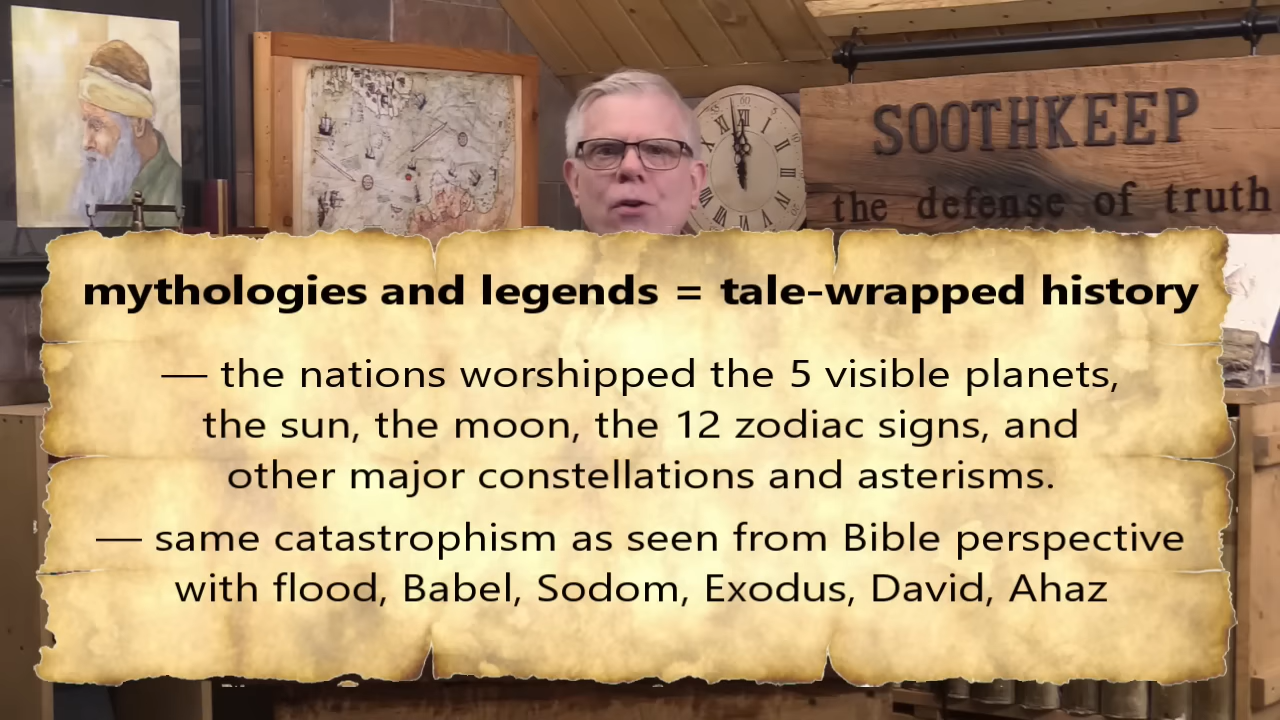 SOOTHKEEP
the defense of truth
mythologies and legends = tale-wrapped history
— the nations worshipped the 5 visible planets,
the sun, the moon, the 12 zodiac signs, and
other major constellations and asterisms.
— same catastrophism as seen from Bible perspective
with flood, Babel, Sodom, Exodus, David, Ahaz